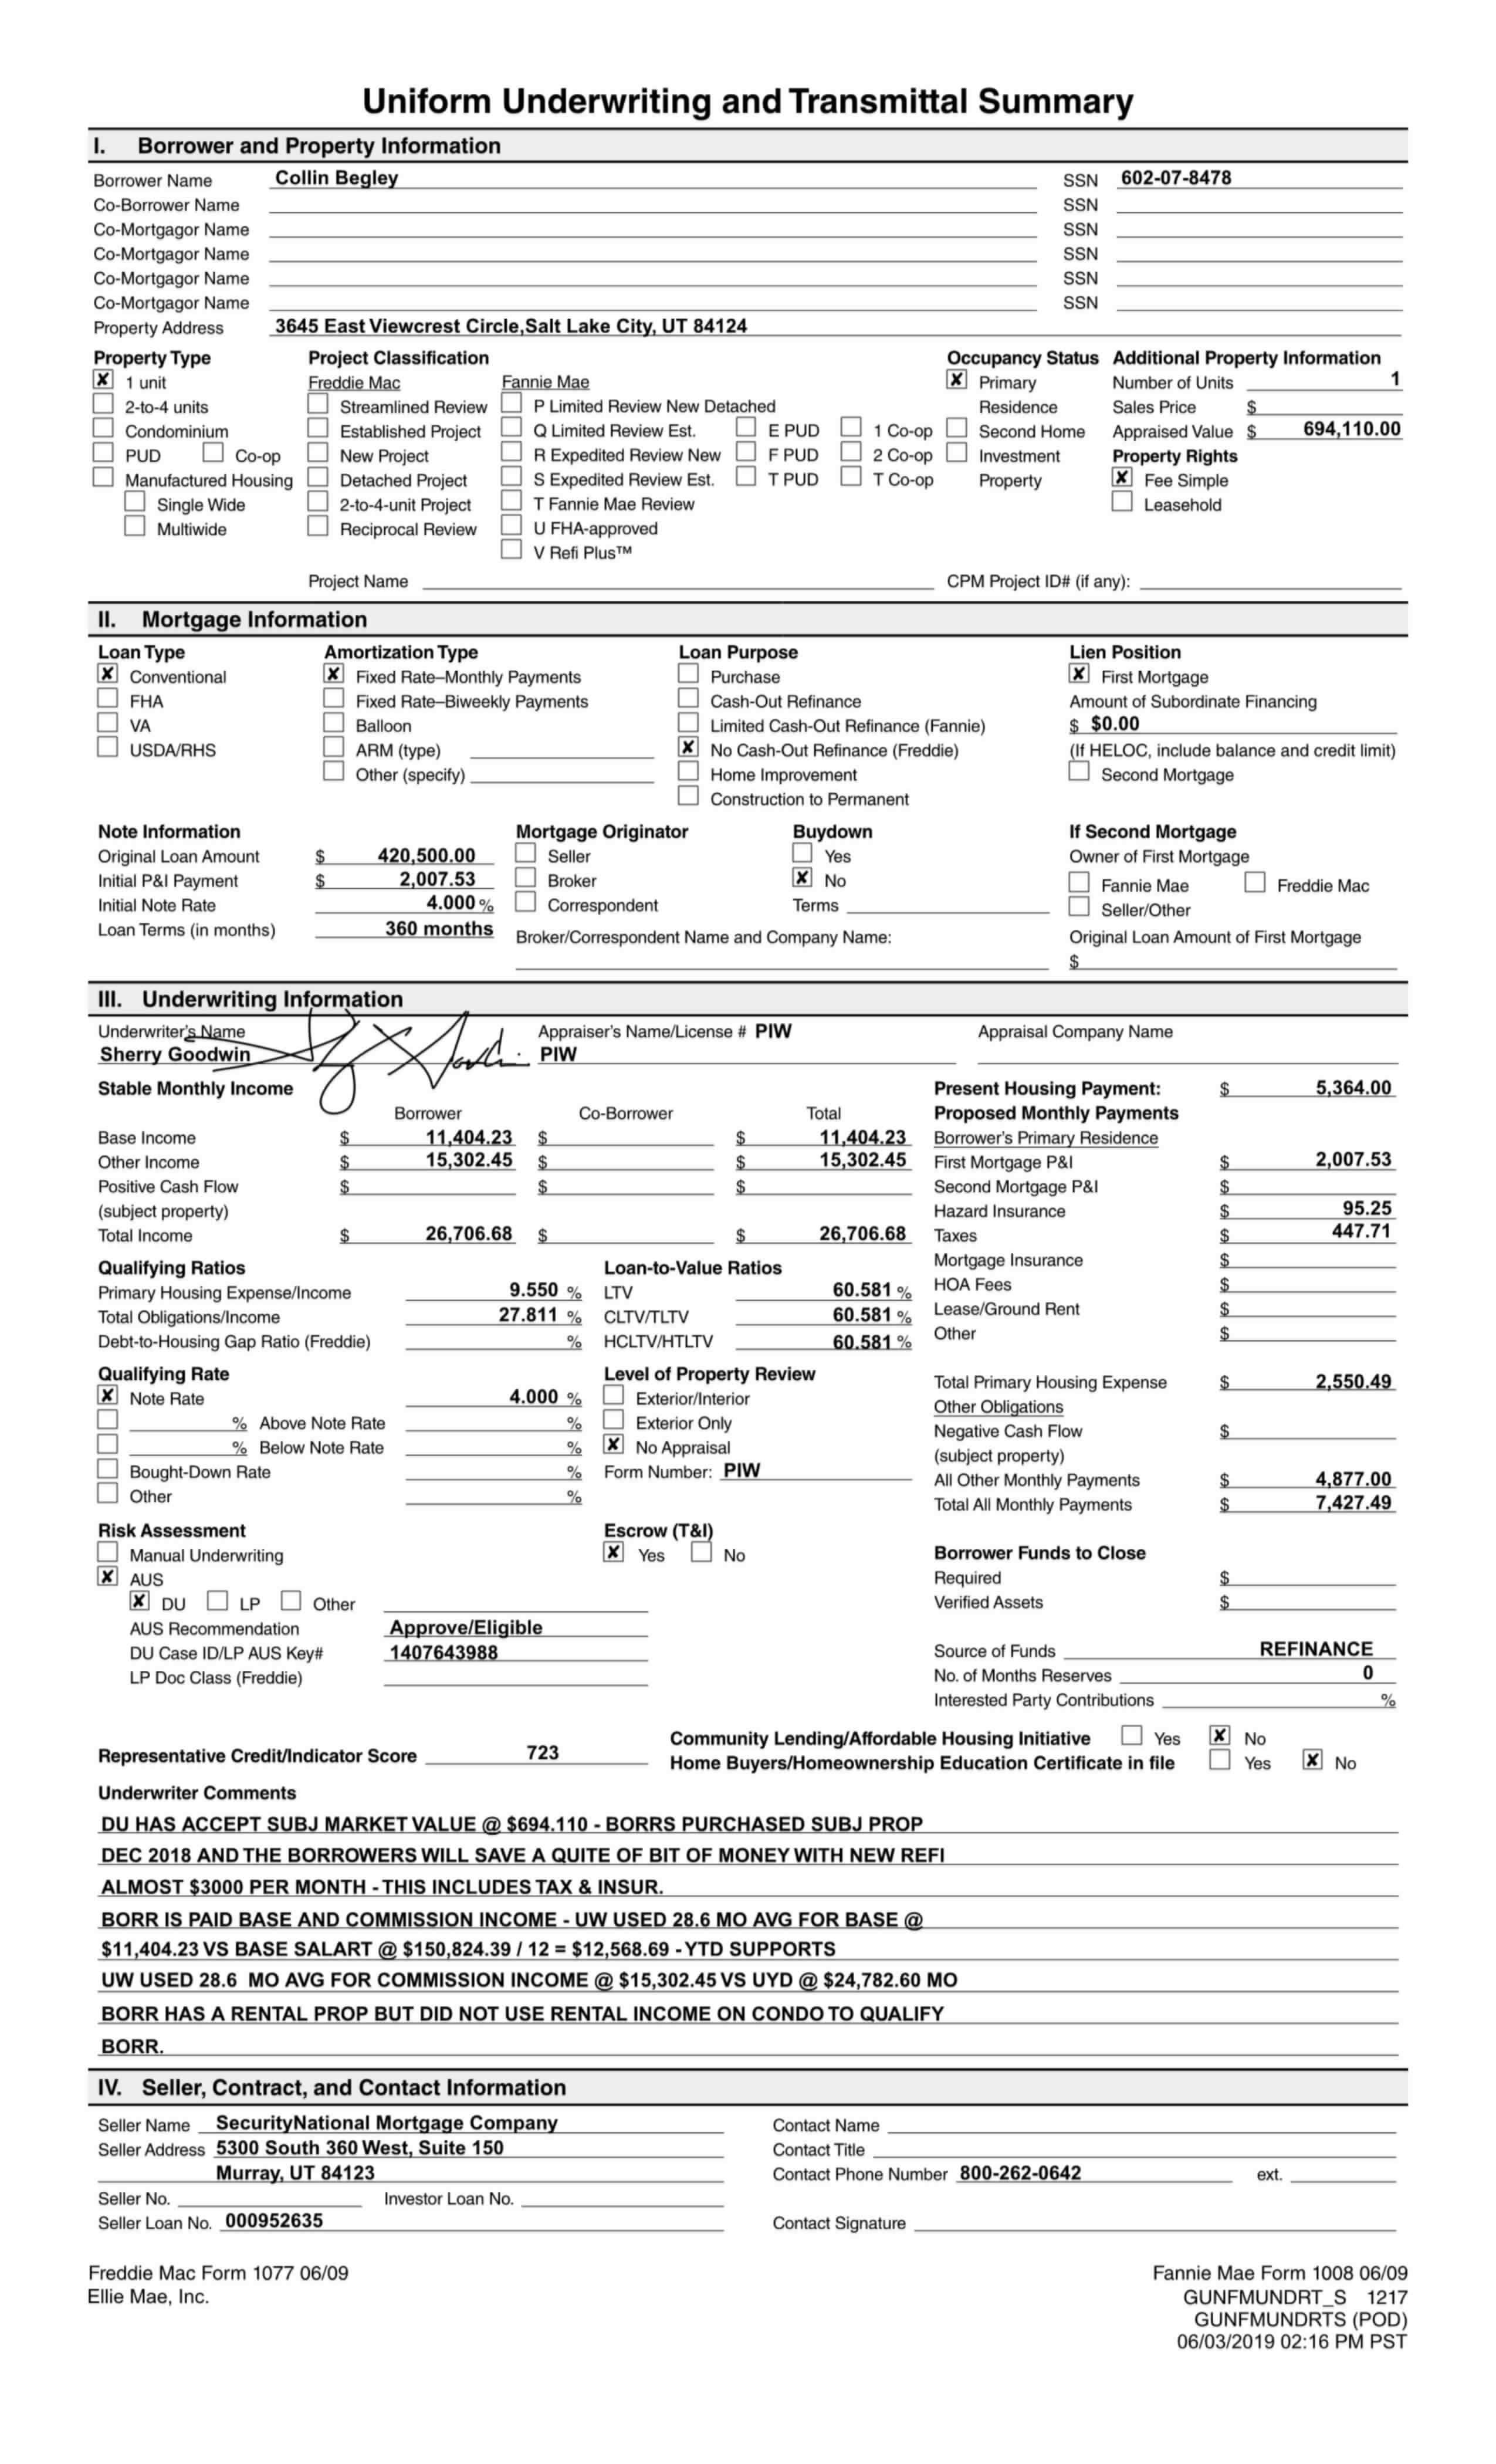 Uniform Underwriting and Transmittal Summary
I. Borrower and Property Information
Borrower Name Collin Begley SSN 602-07-8478
Co-Borrower Name SSN
Co-Mortgagor Name SSN
Co-Mortgagor Name SSN
Co-Mortgagor Name SSN
Co-Mortgagor Name SSN
Property Address 3645 East Viewcrest Circle,Salt Lake City, UT 84124
Property Type Project Classification Occupancy Status Additional Property Information
✘ 1 unit Freddie Mac Fannie Mae ✘ Primary Number of Units 1
2-to-4 units Streamlined Review P Limited Review New Detached Residence Sales Price $
Condominium Established Project Q Limited Review Est. E PUD 1 Co-op Second Home Appraised Value $ 694,110.00
PUD Co-op New Project R Expedited Review New F PUD 2 Co-op Investment Property Rights
Manufactured Housing Detached Project S Expedited Review Est. T PUD T Co-op Property ✘ Fee Simple
Single Wide 2-to-4-unit Project T Fannie Mae Review Leasehold
Multiwide Reciprocal Review U FHA-approved
V Refi Plus™
Project Name CPM Project ID# (if any):
II. Mortgage Information
Loan Type Amortization Type Loan Purpose Lien Position
✘ Conventional ✘ Fixed Rate–Monthly Payments Purchase ✘ First Mortgage
FHA Fixed Rate–Biweekly Payments Cash-Out Refinance Amount of Subordinate Financing
VA Balloon Limited Cash-Out Refinance (Fannie) $ $0.00
USDA/RHS ARM (type) ✘ No Cash-Out Refinance (Freddie) (If HELOC, include balance and credit limit)
Other (specify) Home Improvement Second Mortgage
Construction to Permanent
Note Information Mortgage Originator Buydown If Second Mortgage
Original Loan Amount $ 420,500.00 Seller Yes Owner of First Mortgage
Initial P&I Payment $ 2,007.53 Broker ✘ No Fannie Mae Freddie Mac
Initial Note Rate 4.000 % Correspondent Terms Seller/Other
Loan Terms (in months) 360 months Broker/Correspondent Name and Company Name: Original Loan Amount of First Mortgage
$
III. Underwriting Information
Underwriter's Name Appraiser's Name/License # PIW Appraisal Company Name
Sherry Goodwin PIW
Stable Monthly Income Present Housing Payment: $ 5,364.00
Borrower Co-Borrower Total Proposed Monthly Payments
Base Income $ 11,404.23 $ $ 11,404.23 Borrower's Primary Residence
Other Income $ 15,302.45 $ $ 15,302.45 First Mortgage P&I $ 2,007.53
Positive Cash Flow $ $ $ Second Mortgage P&I $
(subject property) Hazard Insurance $ 95.25
Total Income $ 26,706.68 $ $ 26,706.68 Taxes $ 447.71
Qualifying Ratios Loan-to-Value Ratios Mortgage Insurance $
Primary Housing Expense/Income 9.550 % LTV 60.581 % HOA Fees $
Total Obligations/Income 27.811 % CLTV/TLTV 60.581 % Lease/Ground Rent $
Debt-to-Housing Gap Ratio (Freddie) % HCLTV/HTLTV 60.581 % Other $
Qualifying Rate Level of Property Review Total Primary Housing Expense $ 2,550.49
✘ Note Rate 4.000 % Exterior/Interior Other Obligations
% Above Note Rate % Exterior Only Negative Cash Flow $
% Below Note Rate % ✘ No Appraisal (subject property)
Bought-Down Rate % Form Number: PIW All Other Monthly Payments $ 4,877.00
Other % Total All Monthly Payments $ 7,427.49
Risk Assessment Escrow (T&I)
Manual Underwriting ✘ Yes No Borrower Funds to Close
✘ AUS Required $
✘ DU LP Other Verified Assets $
AUS Recommendation Approve/Eligible
DU Case ID/LP AUS Key# 1407643988 Source of Funds REFINANCE
LP Doc Class (Freddie) No. of Months Reserves 0
Interested Party Contributions %
Community Lending/Affordable Housing Initiative Yes ✘ No
Representative Credit/Indicator Score 723 Home Buyers/Homeownership Education Certificate in file Yes ✘ No
Underwriter Comments
DU HAS ACCEPT SUBJ MARKET VALUE @ $694.110 - BORRS PURCHASED SUBJ PROP
DEC 2018 AND THE BORROWERS WILL SAVE A QUITE OF BIT OF MONEY WITH NEW REFI
ALMOST $3000 PER MONTH - THIS INCLUDES TAX & INSUR.
BORR IS PAID BASE AND COMMISSION INCOME - UW USED 28.6 MO AVG FOR BASE @
$11,404.23 VS BASE SALART @ $150,824.39 / 12 = $12,568.69 - YTD SUPPORTS
UW USED 28.6 MO AVG FOR COMMISSION INCOME @ $15,302.45 VS UYD @ $24,782.60 MO
BORR HAS A RENTAL PROP BUT DID NOT USE RENTAL INCOME ON CONDO TO QUALIFY
BORR.
IV. Seller, Contract, and Contact Information
Seller Name SecurityNational Mortgage Company Contact Name
Seller Address 5300 South 360 West, Suite 150 Contact Title
Murray, UT 84123 Contact Phone Number 800-262-0642 ext.
Seller No. Investor Loan No.
Seller Loan No. 000952635 Contact Signature
Freddie Mac Form 1077 06/09 Fannie Mae Form 1008 06/09
Ellie Mae, Inc. GUNFMUNDRT_S 1217
GUNFMUNDRTS (POD)
06/03/2019 02:16 PM PST